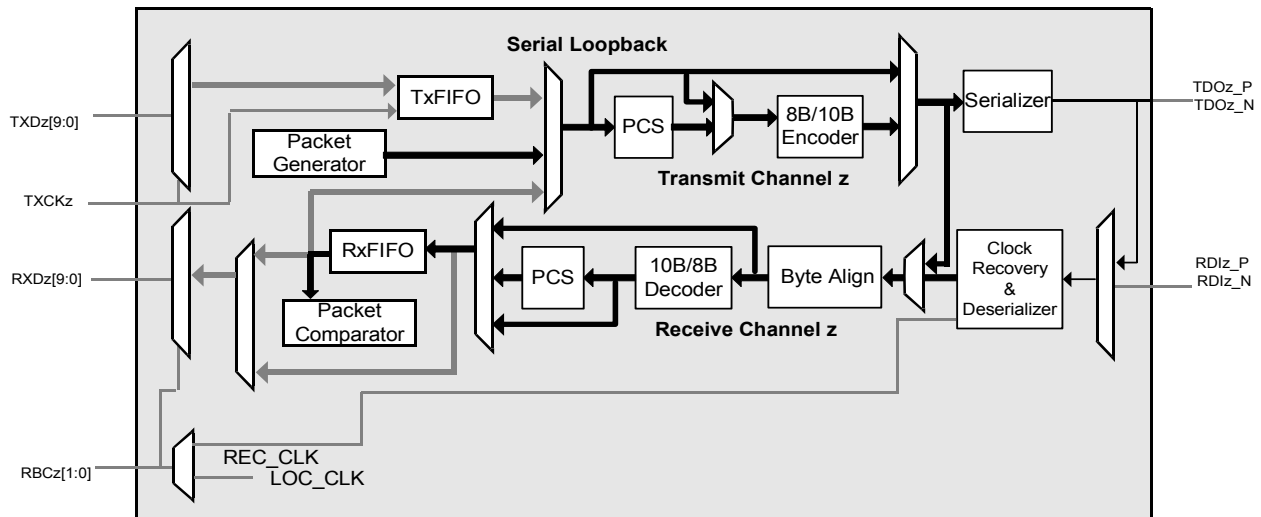 Serial Loopback
TxFIFO
Serializer
TDOz_P
TDOz_N
TXDz[9:0]
PCS
8B/10B
Encoder
Packet
Generator
Transmit Channel z
TXCKz
RxFIFO
Clock
Recovery
&
Deserializer
RDIz_P
RDIz_N
RXDz[9:0]
PCS
10B/8B
Decoder
Byte Align
Packet
Comparator
Receive Channel z
REC_CLK
LOC_CLK
RBCz[1:0]